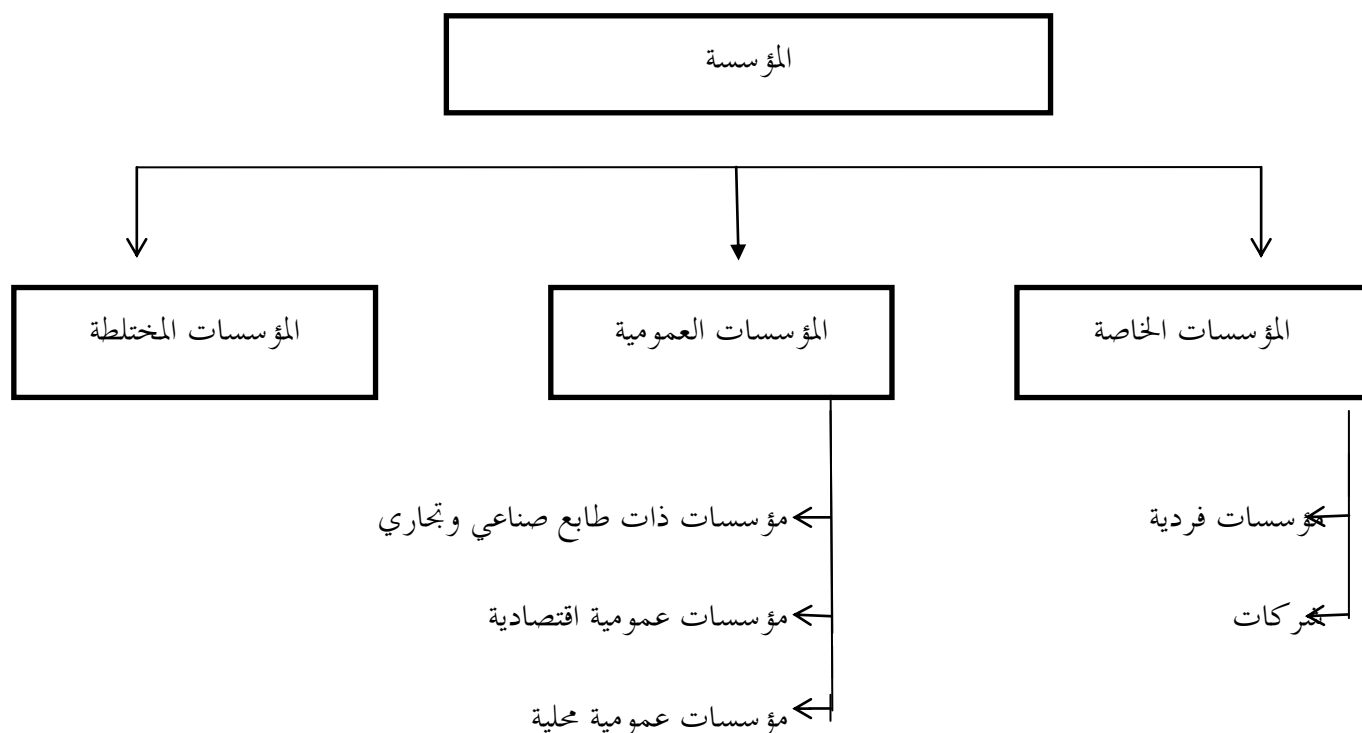 المؤسسة
المؤسسات الخاصة
المؤسسات العمومية
المؤسسات المختلطة
مؤسسات فردية
شركات
مؤسسات ذات طابع صناعي وتجاري
مؤسسات عمومية اقتصادية
مؤسسات عمومية محلية